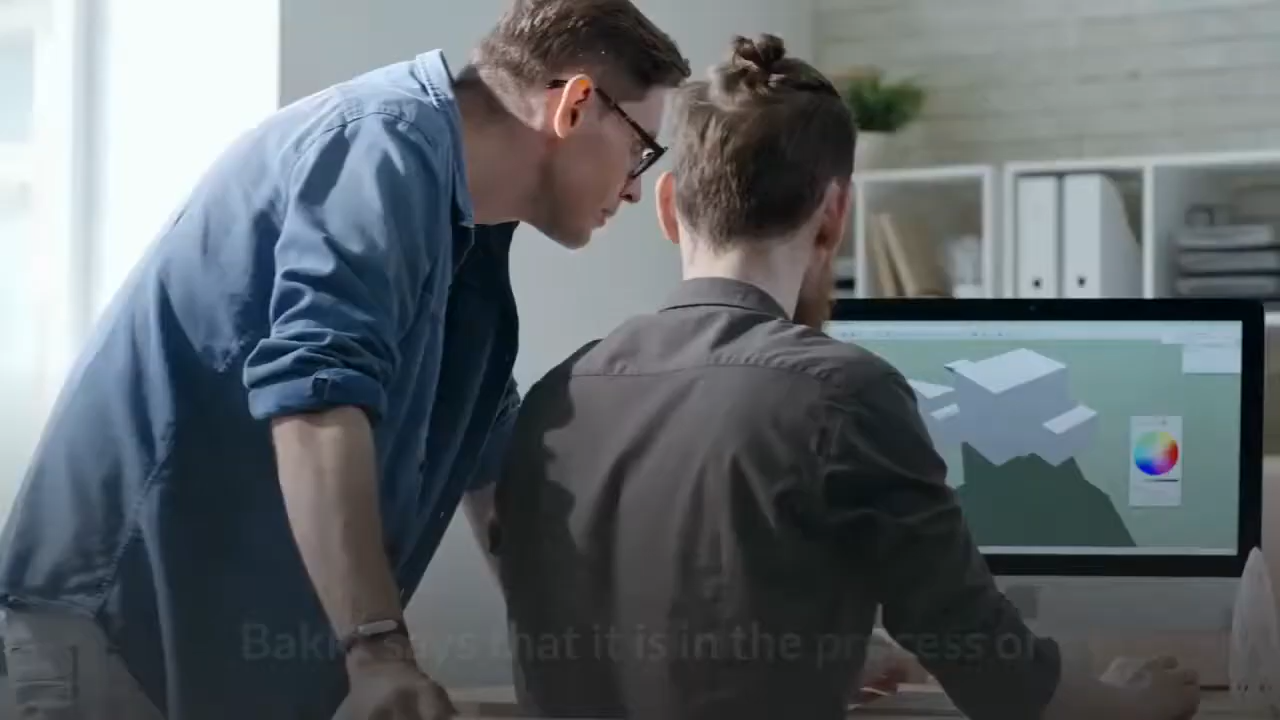 says that it is in the process of